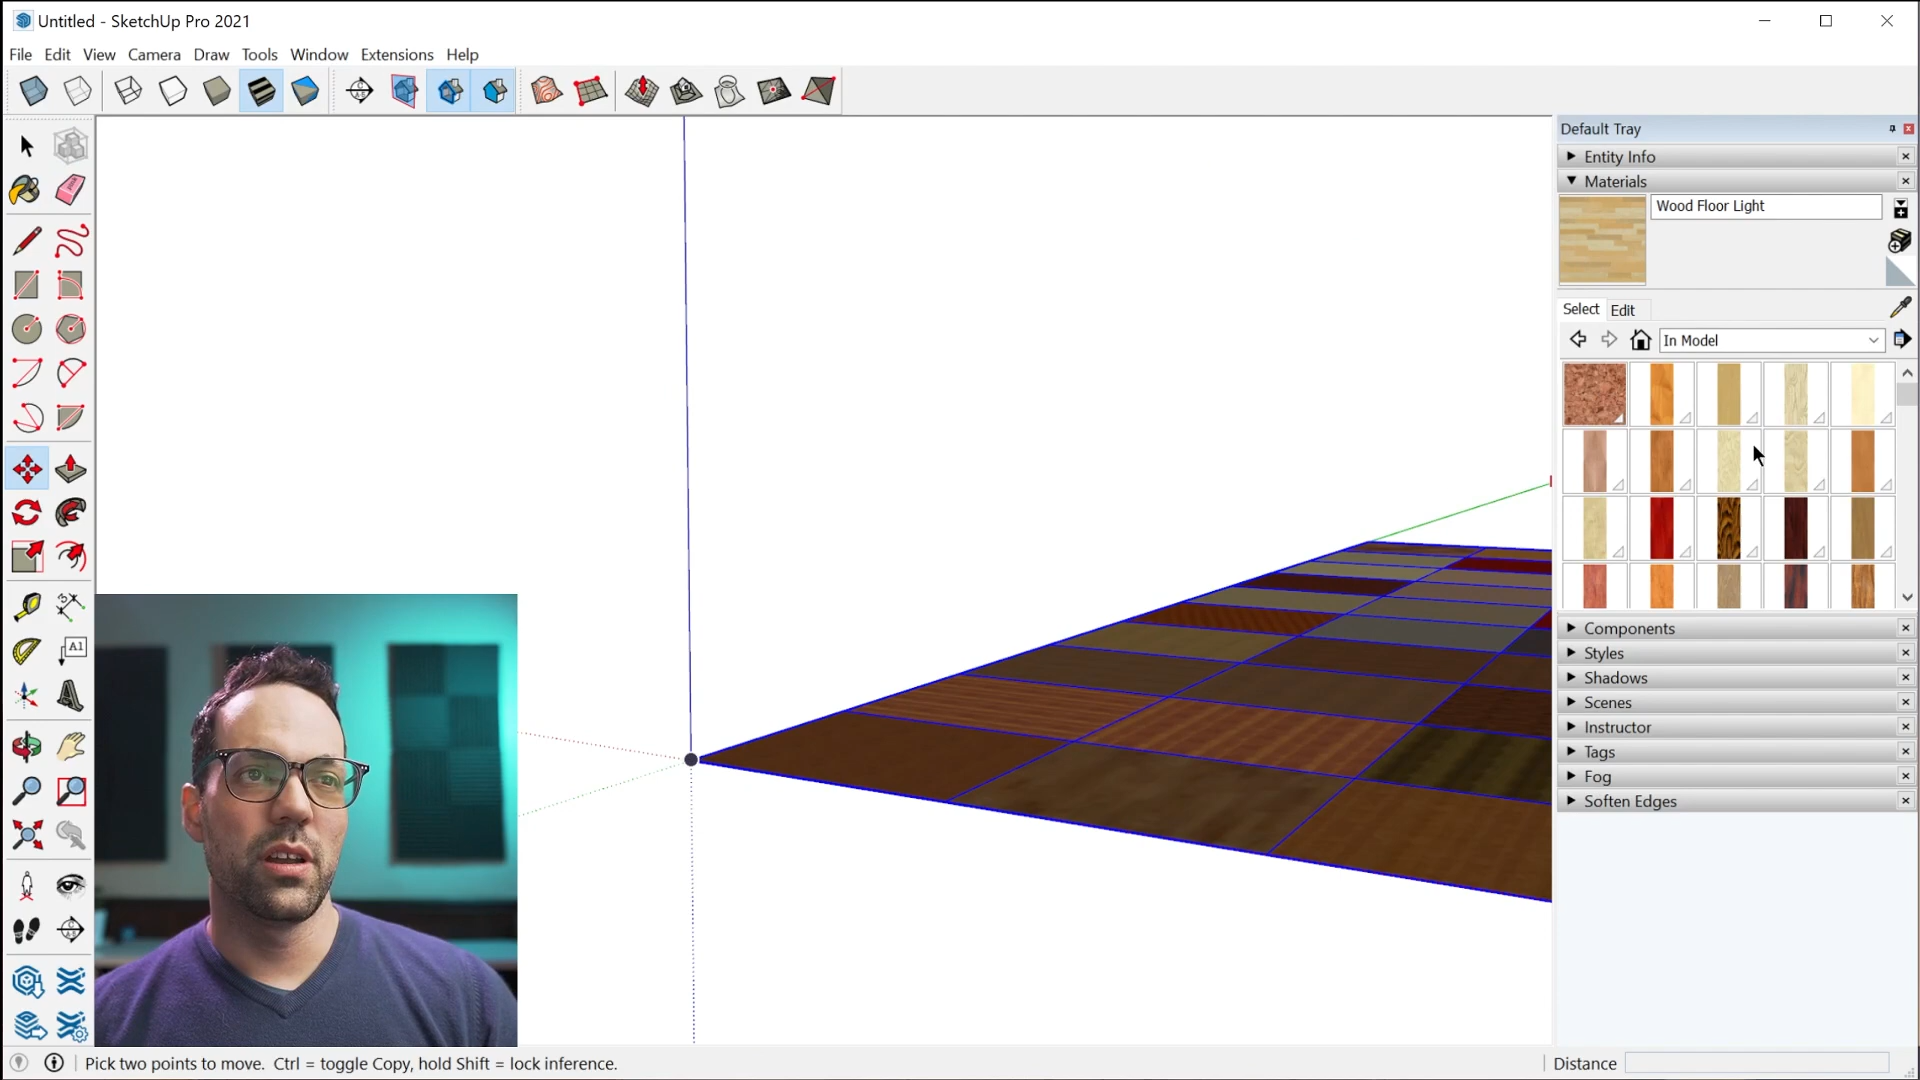 Untitled - SketchUp Pro 2021
File Edit View Camera Draw Tools Window Extensions Help
Default Tray
Entity Info
Materials
Wood Floor Light
Select Edit
In Model
Components
Styles
Shadows
Scenes
Instructor
Tags
Fog
Soften Edges
A1
Pick two points to move. Ctrl = toggle Copy, hold Shift = lock inference.
Distance